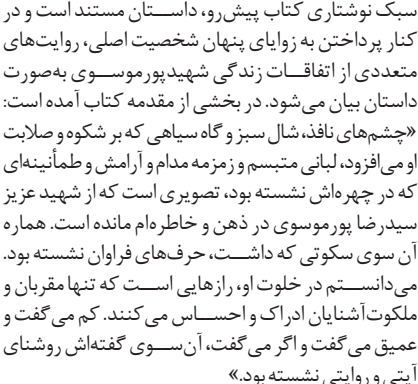 سبک نوشتاری کتاب پیش‌رو، داستان مستند است و در
کنار پرداختن به زوایای پنهان شخصیت اصلی، روایت‌های
متعددی از اتفاقات زندگی شهید پورموسوی به‌صورت
داستان بیان می‌شود. در بخشی از مقدمه کتاب آمده است:
«چشم‌های نافذ، شال سبز و گاه سیاهی که بر شکوه و صلابت
او می‌افزود، لبانی متبسم و زمزمه مدام و آرامش و طمأنینه‌ای
که در چهره‌اش نشسته بود، تصویری است که از شهید عزیز
سیدرضا پورموسوی در ذهن و خاطره‌ام مانده است. هماره
آن سوی سکوتی که داشت، حرف‌های فراوان نشسته بود.
می‌دانستم در خلوت او، رازهایی است که تنها مقربان و
ملکوت‌آشنایان ادراک و احساس می‌کنند. کم می‌گفت و
عمیق می‌گفت و اگر می‌گفت، آن‌سوی گفته‌اش روشنای
آیتی و روایتی نشسته بود.»